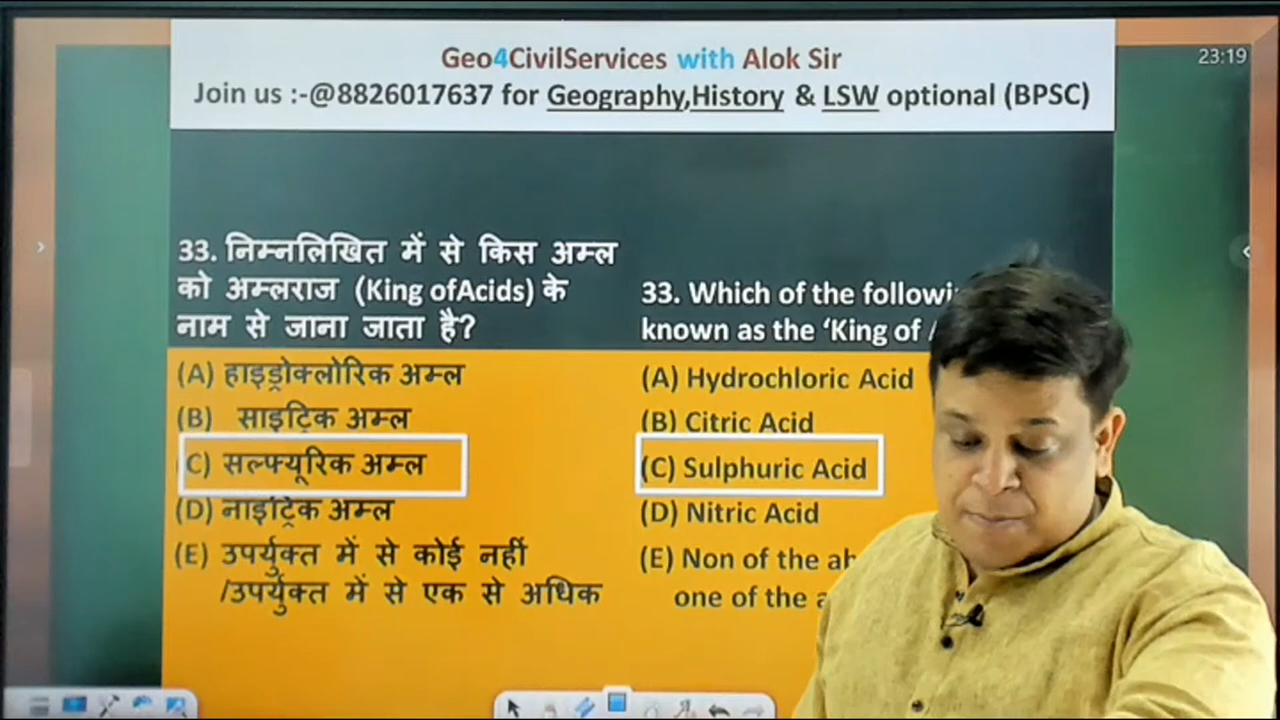 Geo4CivilServices with Alok Sir
Join us :-@8826017637 for Geography,History & LSW optional (BPSC)
23:19
33. निम्नलिखित में से किस अम्ल
को अम्लराज (King ofAcids) के
नाम से जाना जाता है?
(A) हाइड्रोक्लोरिक अम्ल
(B) साइट्रिक अम्ल
C) सल्फ्यूरिक अम्ल
(D) नाइट्रिक अम्ल
(E) उपर्युक्त में से कोई नहीं
/उपर्युक्त में से एक से अधिक
33. Which of the followi
known as the ‘King of
(A) Hydrochloric Acid
(B) Citric Acid
(C) Sulphuric Acid
(D) Nitric Acid
(E) Non of the ab
one of the a